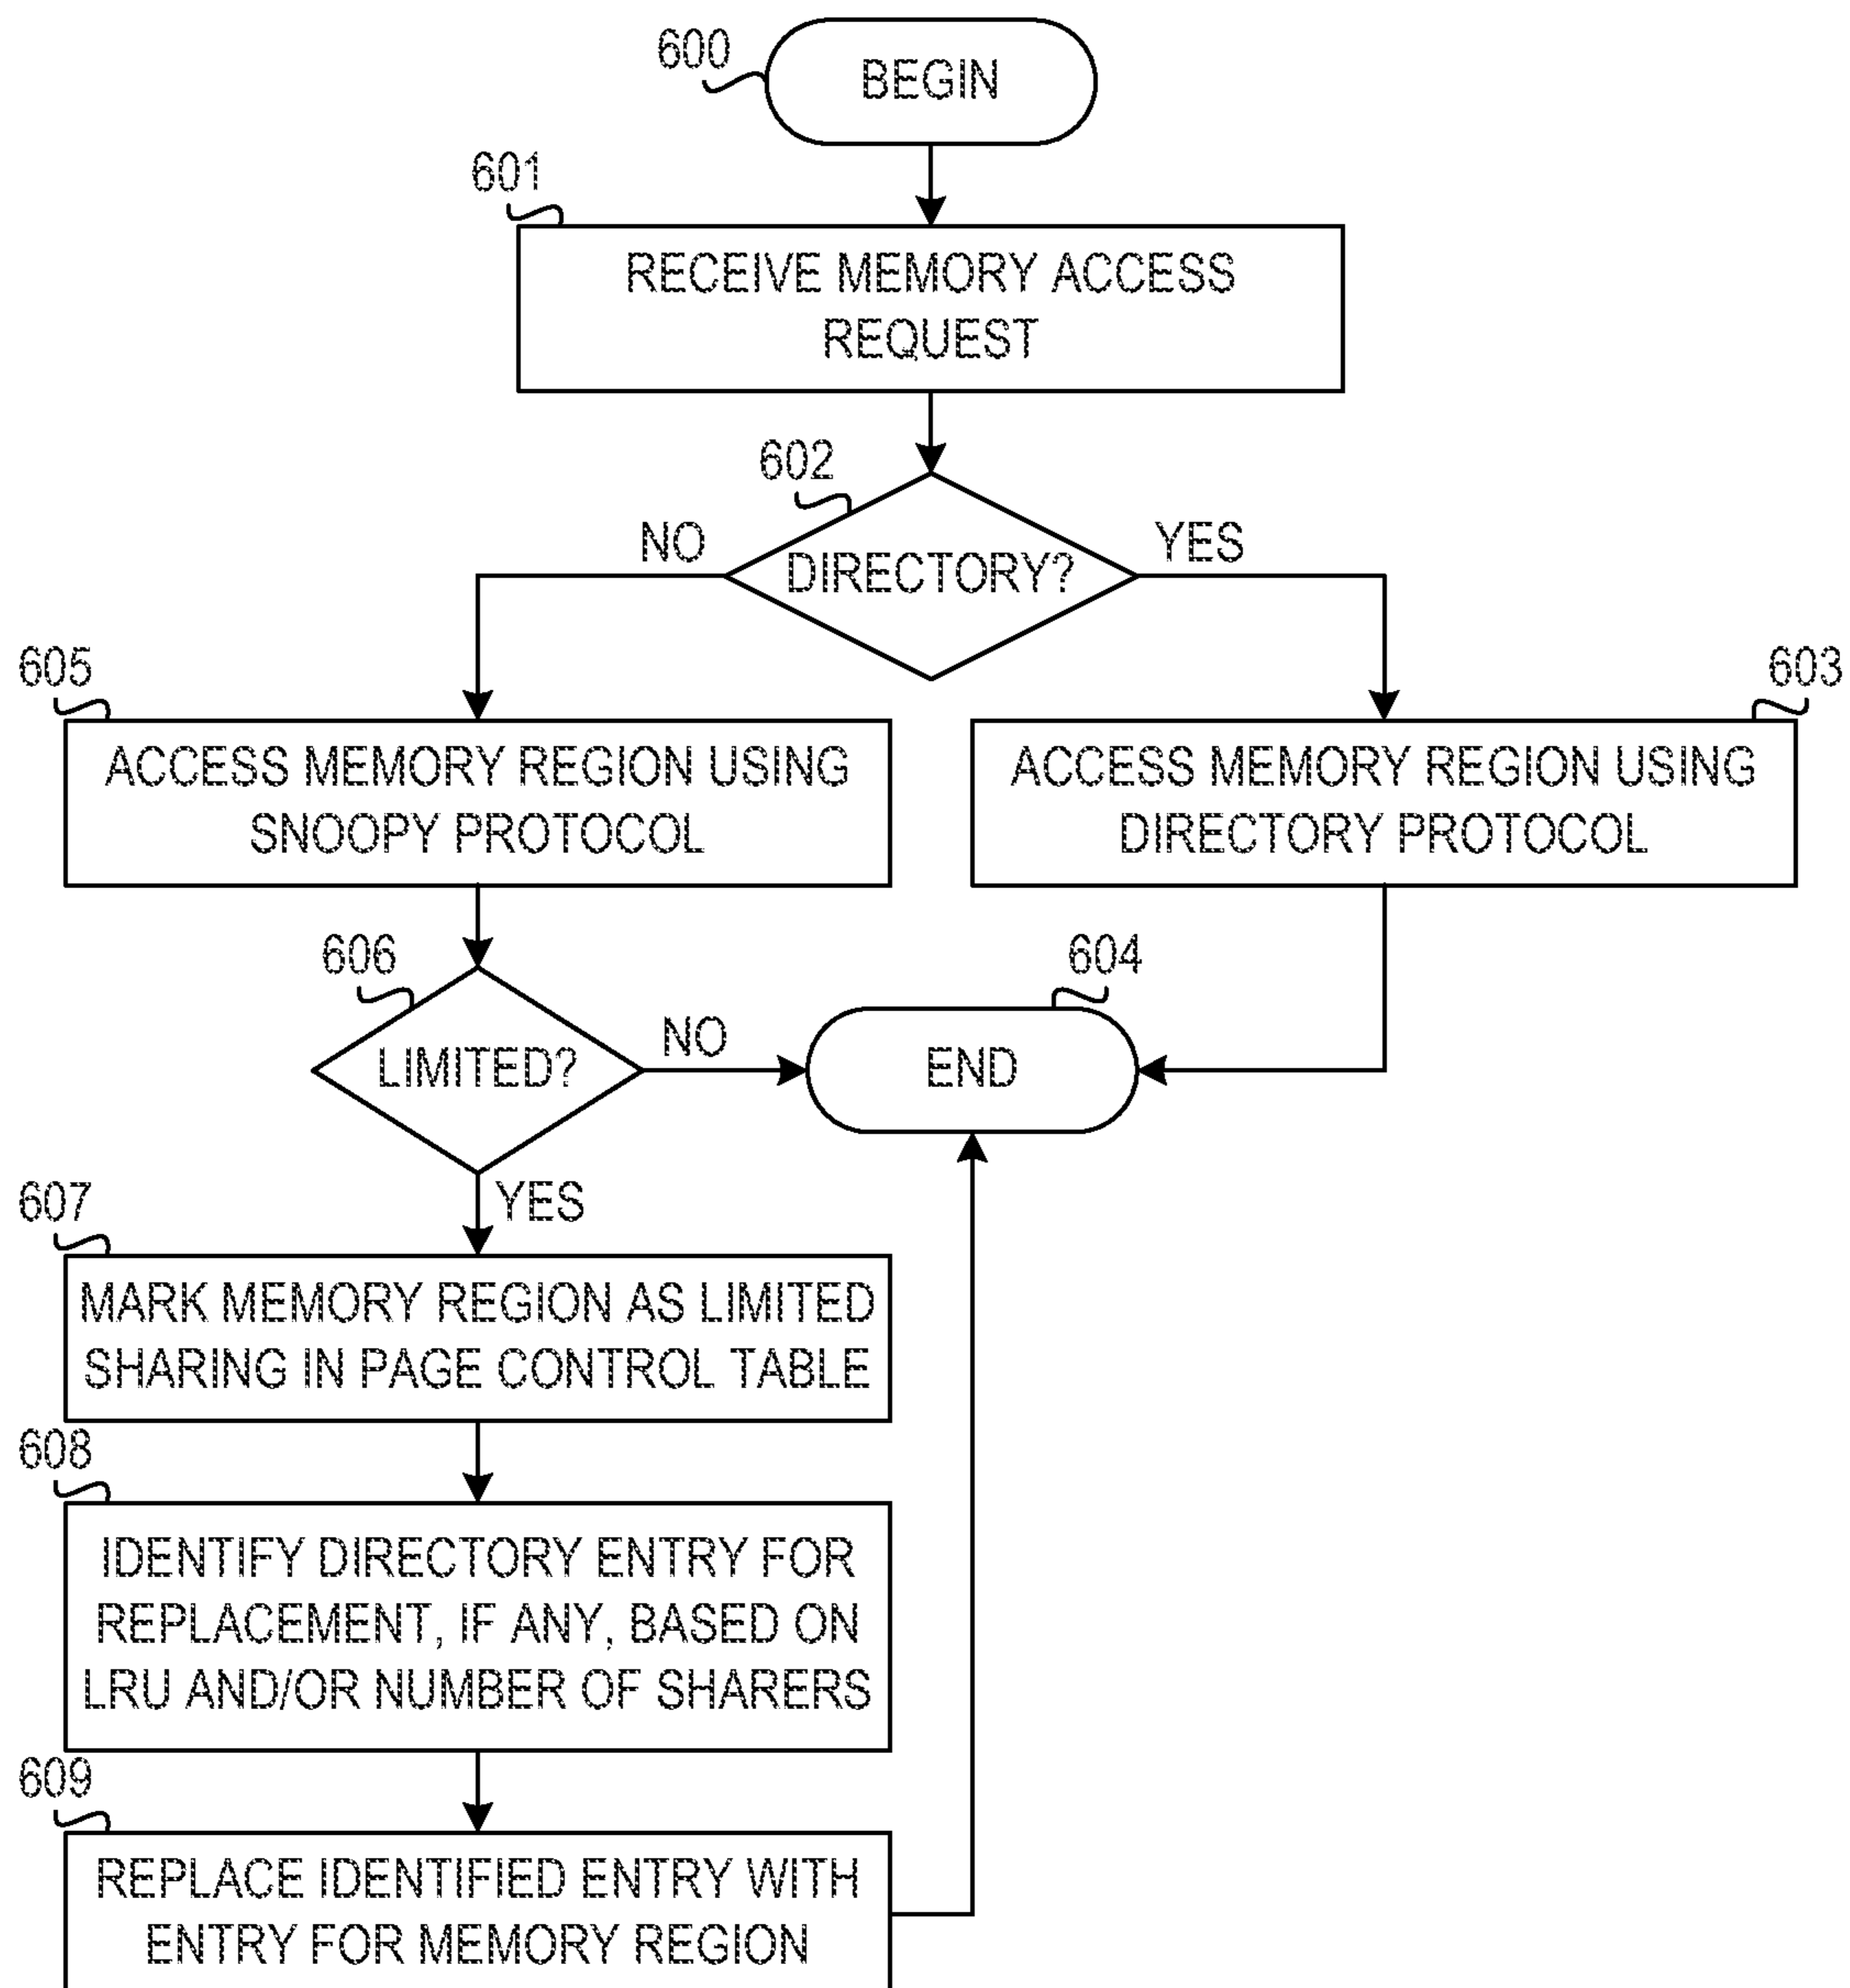 600
BEGIN
601
RECEIVE MEMORY ACCESS
REQUEST
602
NO
YES
DIRECTORY?
605
603
ACCESS MEMORY REGION USING
SNOOPY PROTOCOL
ACCESS MEMORY REGION USING
DIRECTORY PROTOCOL
606
604
LIMITED?
NO
END
YES
607
MARK MEMORY REGION AS LIMITED
SHARING IN PAGE CONTROL TABLE
608
IDENTIFY DIRECTORY ENTRY FOR
REPLACEMENT, IF ANY, BASED ON
LRU AND/OR NUMBER OF SHARERS
609
REPLACE IDENTIFIED ENTRY WITH
ENTRY FOR MEMORY REGION